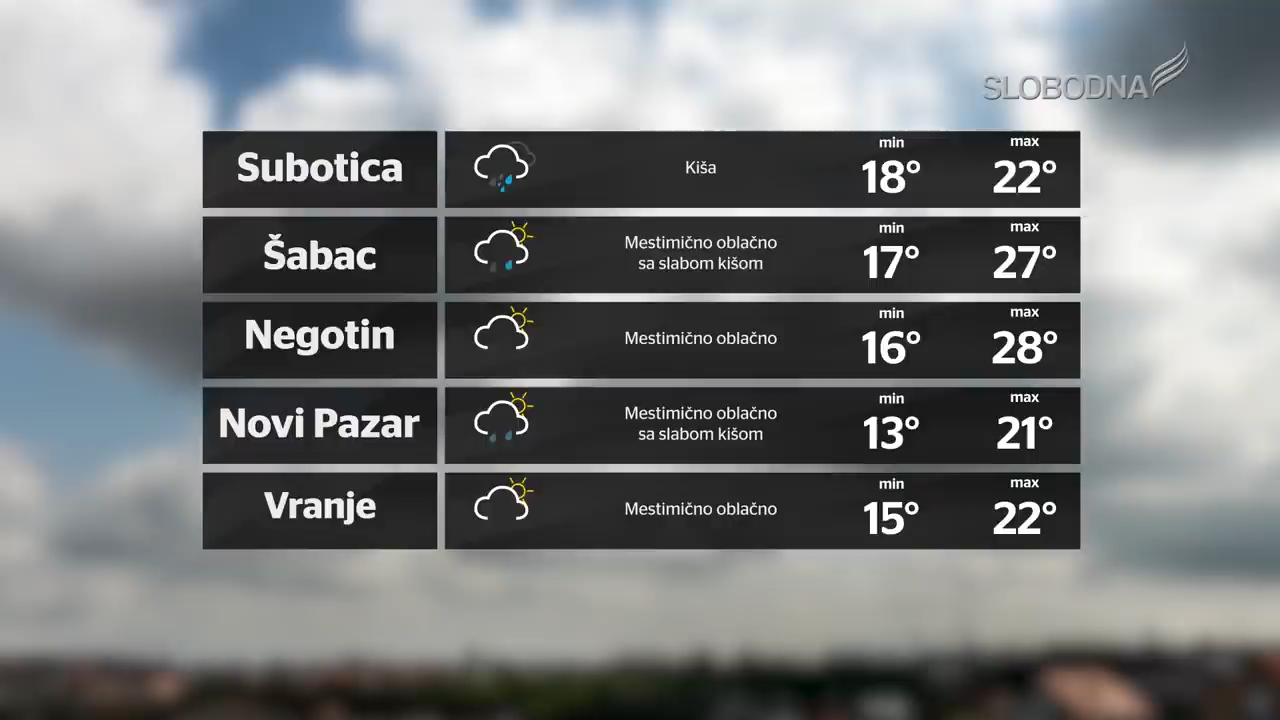 SLOBODNA
Subotica
Kiša
min
18°
max
22°
Šabac
Mestimično oblačno
sa slabom kišom
min
17°
max
27°
Negotin
Mestimično oblačno
min
16°
max
28°
Novi Pazar
Mestimično oblačno
sa slabom kišom
min
13°
max
21°
Vranje
Mestimično oblačno
min
15°
max
22°